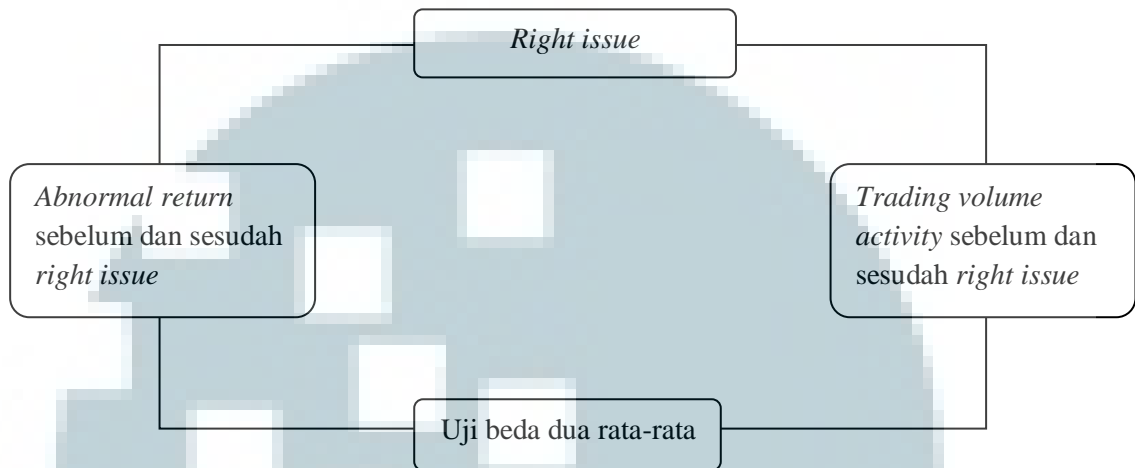 Right issue
Abnormal return
sebelum dan sesudah
right issue
Trading volume
activity sebelum dan
sesudah right issue
Uji beda dua rata-rata